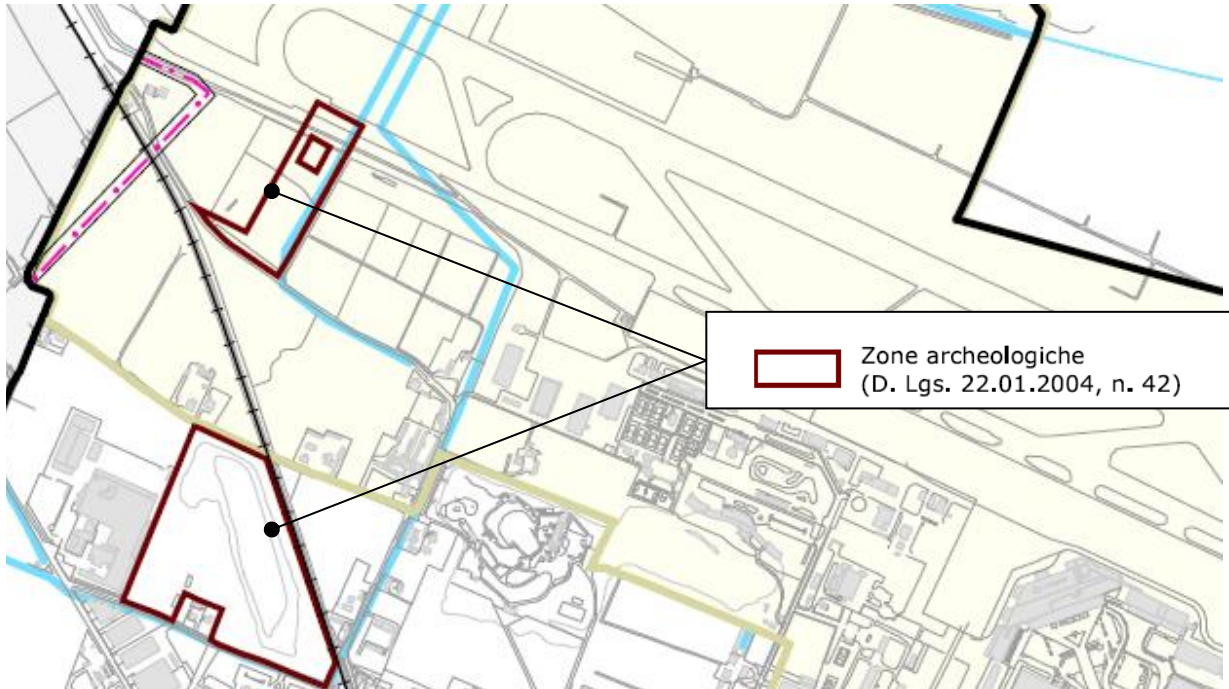 Zone archeologiche
(D. Lgs. 22.01.2004, n. 42)